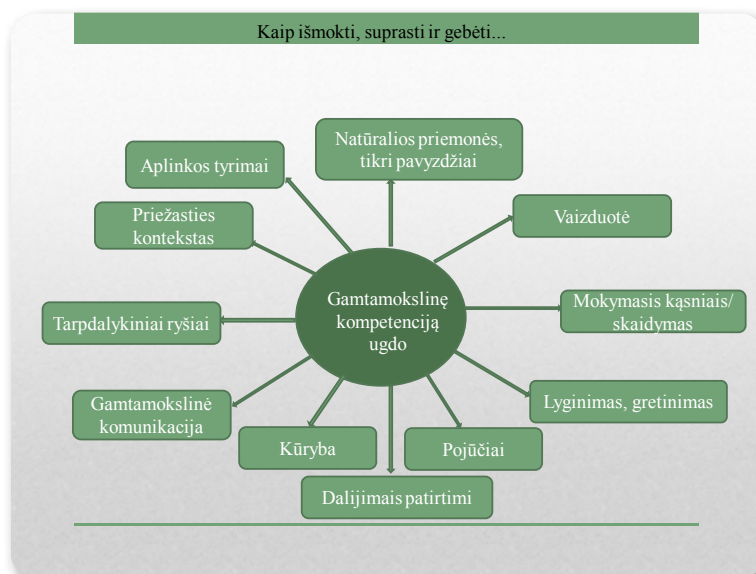 Kaip išmokti, suprasti ir gebėti...
Natūralios priemonės,
tikri pavyzdžiai
Aplinkos tyrimai
Vaizduotė
Priežasties
kontekstas
Gamtamokslinę
kompetenciją
ugdo
Mokymasis kąsniais/
skaidymas
Tarpdalykiniai ryšiai
Lyginimas, gretinimas
Gamtamokslinė
komunikacija
Kūryba
Pojūčiai
Dalijimais patirtimi